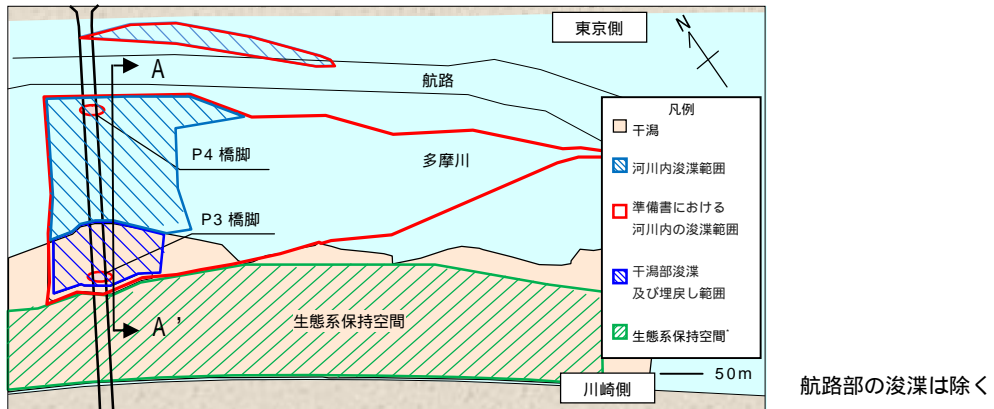 東京側
N
A
航路
P4 橋脚
多摩川
P3 橋脚
A'
生態系保持空間
川崎側
凡例
干潟
河川内浚渫範囲
準備書における
河川内の浚渫範囲
干潟部浚渫
及び埋戻し範囲
生態系保持空間*
50m
航路部の浚渫は除く